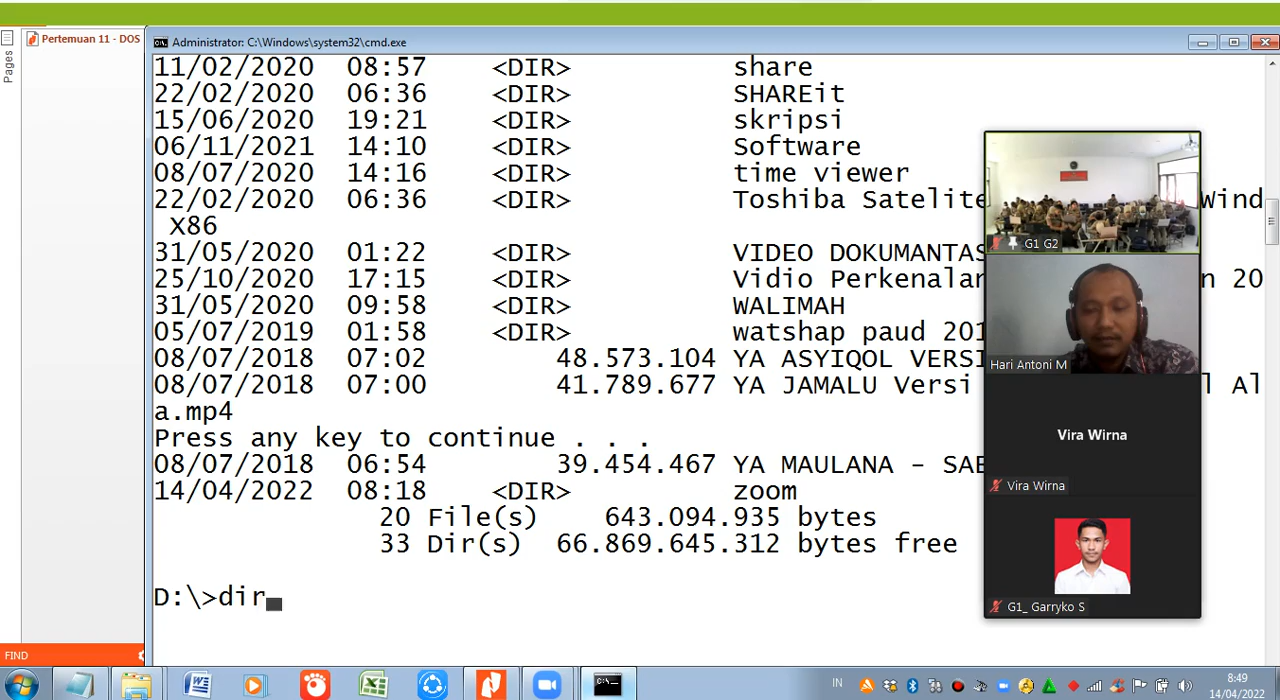 Pertemuan 11 - DOS
Pages
Administrator: C:\Windows\system32\cmd.exe
11/02/2020 08:57 <DIR> share
22/02/2020 06:36 <DIR> SHAREit
15/06/2020 19:21 <DIR> skripsi
06/11/2021 14:10 <DIR> Software
08/07/2020 14:16 <DIR> time viewer
22/02/2020 06:36 <DIR> Toshiba Satelite Wind
X86
31/05/2020 01:22 <DIR> VIDEO DOKUMANTAS
25/10/2020 17:15 <DIR> Vidio Perkenalan n 20
31/05/2020 09:58 <DIR> WALIMAH
05/07/2019 01:58 <DIR> watshap paud 201
08/07/2018 07:02 48.573.104 YA ASYIQOL VERSI
08/07/2018 07:00 41.789.677 YA JAMALU Versi l Al
a.mp4
Press any key to continue . . .
08/07/2018 06:54 39.454.467 YA MAULANA - SAB
14/04/2022 08:18 <DIR> zoom
20 File(s) 643.094.935 bytes
33 Dir(s) 66.869.645.312 bytes free
D:\>dir
G1 G2
Hari Antoni M
Vira Wirna
Vira Wirna
G1_ Garryko S
FIND
IN
8:49
14/04/2022